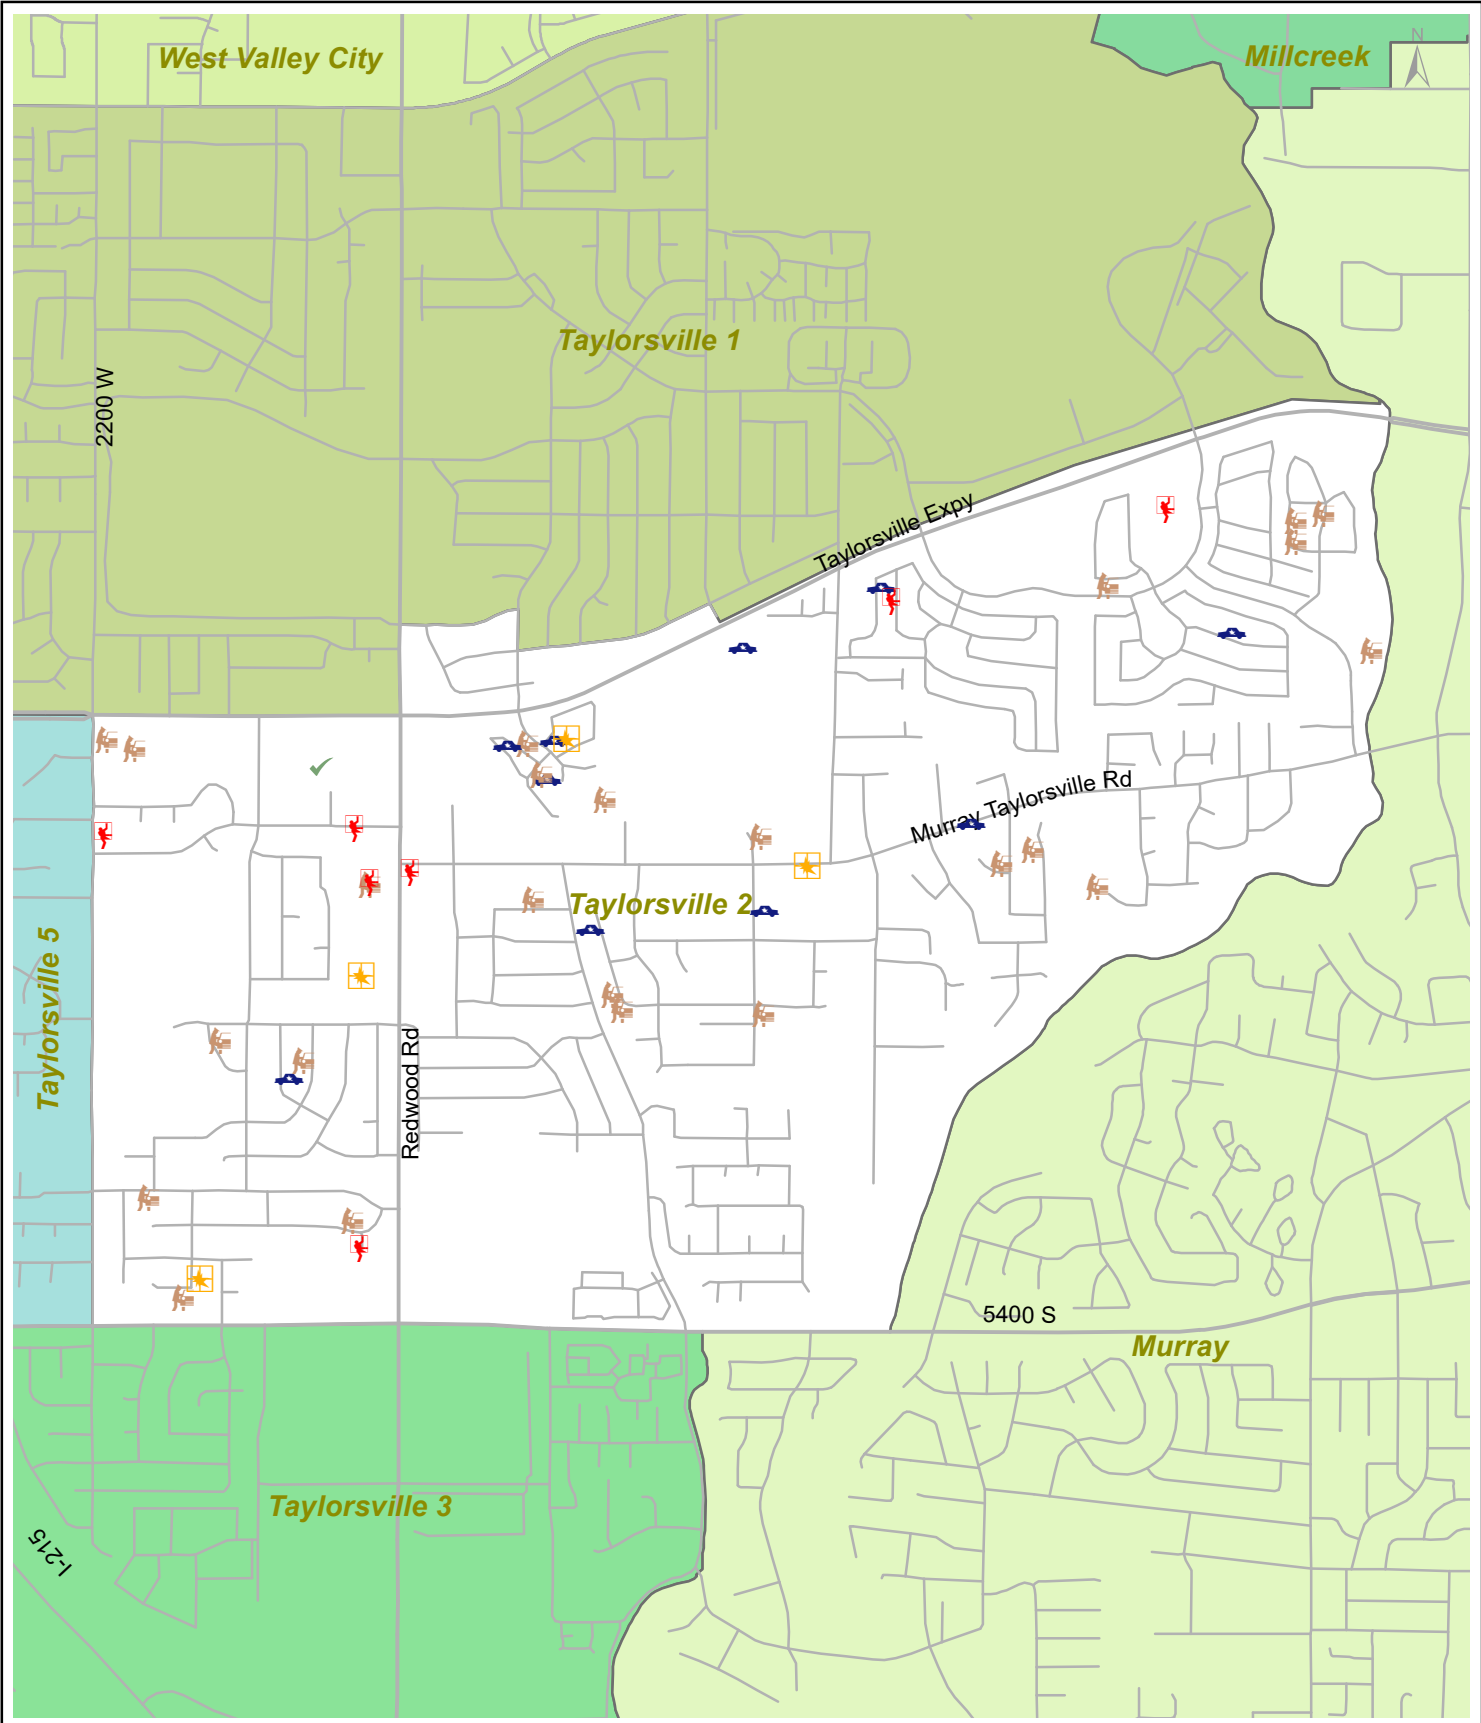 West Valley City
Millcreek
N
Taylorsville 1
2200 W
Taylorsville Expy
Murray Taylorsville Rd
Taylorsville 2
Taylorsville 5
Redwood Rd
5400 S
Murray
Taylorsville 3
I-215